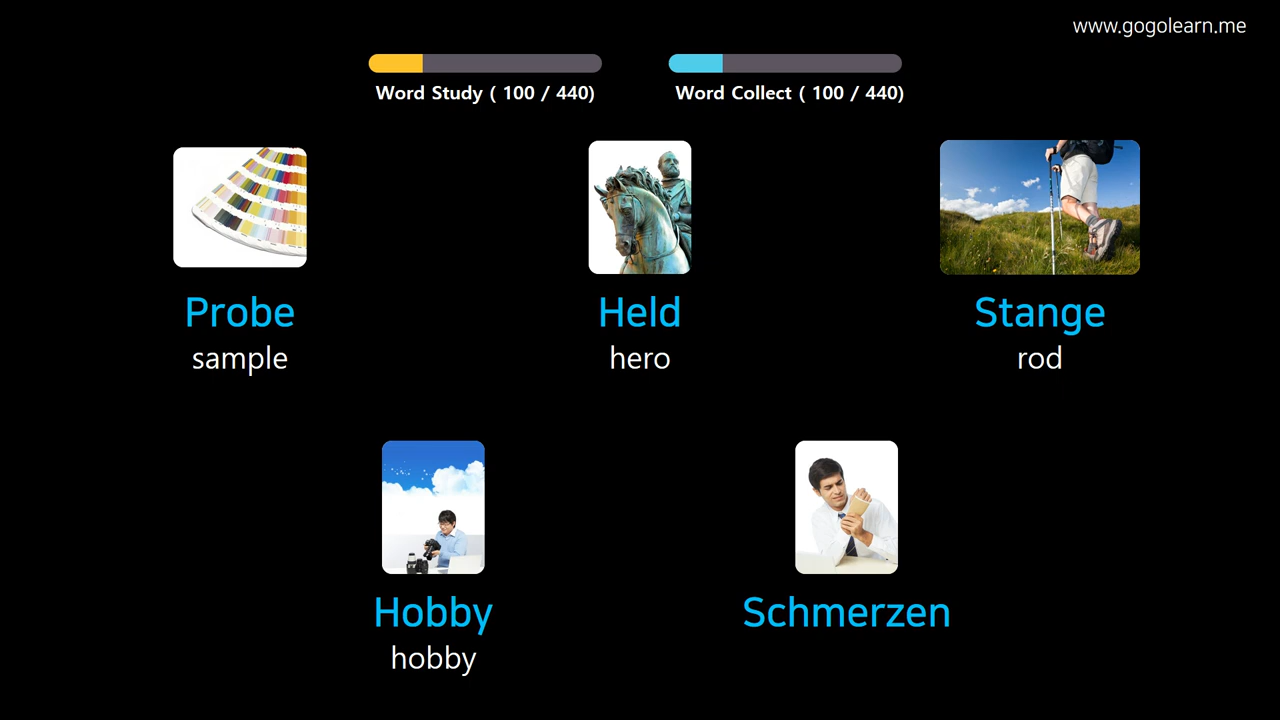 www.gogolearn.me
Word Study ( 100 / 440)
Word Collect ( 100 / 440)
Probe
sample
Held
hero
Stange
rod
Hobby
hobby
Schmerzen